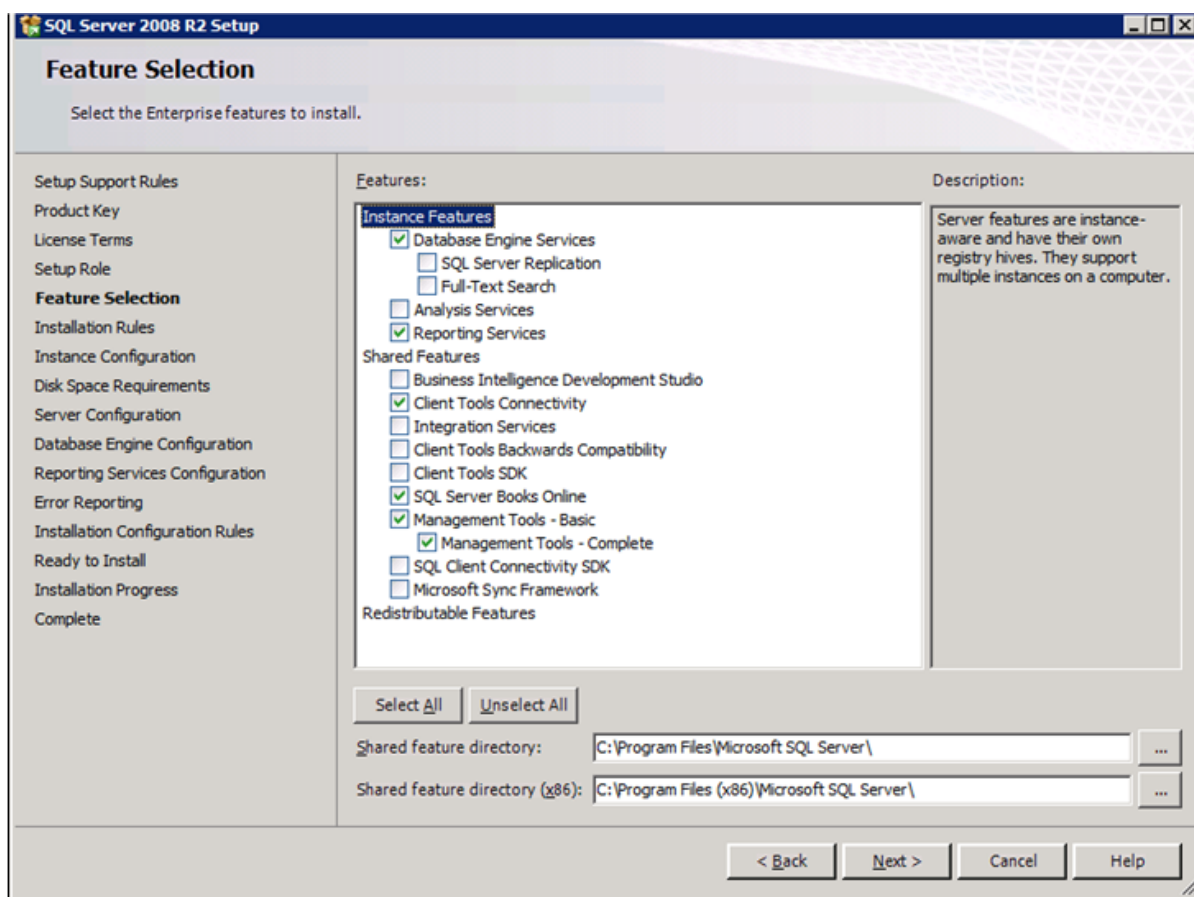 SQL Server 2008 R2 Setup
Feature Selection
Select the Enterprise features to install.
Setup Support Rules
Product Key
License Terms
Setup Role
Feature Selection
Installation Rules
Instance Configuration
Disk Space Requirements
Server Configuration
Database Engine Configuration
Reporting Services Configuration
Error Reporting
Installation Configuration Rules
Ready to Install
Installation Progress
Complete
Features:
Instance Features
Database Engine Services
SQL Server Replication
Full-Text Search
Analysis Services
Reporting Services
Shared Features
Business Intelligence Development Studio
Client Tools Connectivity
Integration Services
Client Tools Backwards Compatibility
Client Tools SDK
SQL Server Books Online
Management Tools - Basic
Management Tools - Complete
SQL Client Connectivity SDK
Microsoft Sync Framework
Redistributable Features
Description:
Server features are instance-
aware and have their own
registry hives. They support
multiple instances on a computer.
Select All
Unselect All
Shared feature directory:
C:\Program Files\Microsoft SQL Server\
...
Shared feature directory (x86):
C:\Program Files (x86)\Microsoft SQL Server\
...
< Back
Next >
Cancel
Help